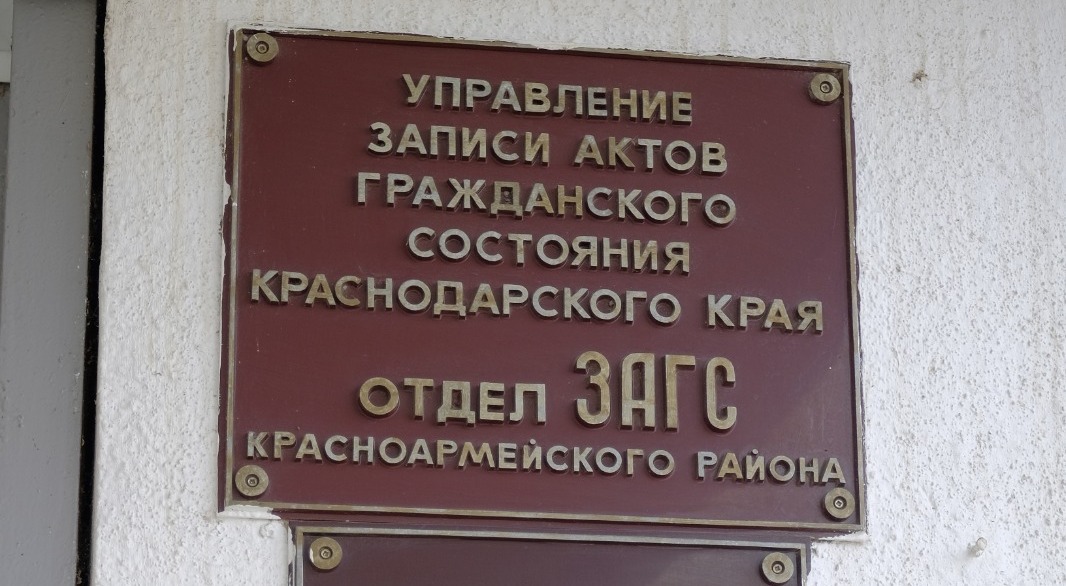 УПРАВЛЕНИЕ
ЗАПИСИ АКТОВ
ГРАЖДАНСКОГО
СОСТОЯНИЯ
КРАСНОДАРСКОГО КРАЯ
ОТДЕЛ ЗАГС
КРАСНОАРМЕЙСКОГО РАЙОНА